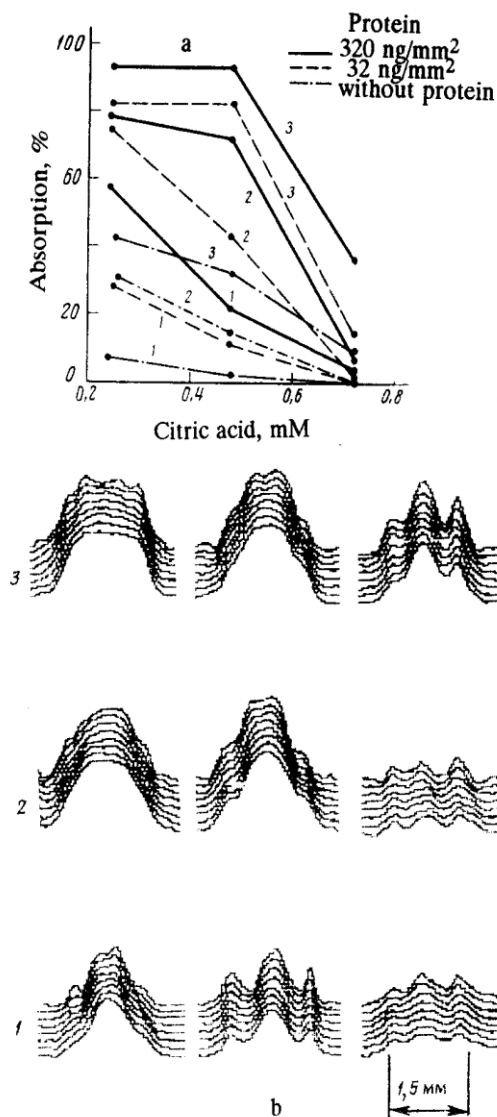 Protein
320 ng/mm²
32 ng/mm²
without protein
a
100
60
20
0
Absorption, %
3
3
2
2
3
1
2
1
1
0,2
0,4
0,6
0,8
Citric acid, mM
3
2
1
1,5 мм
b